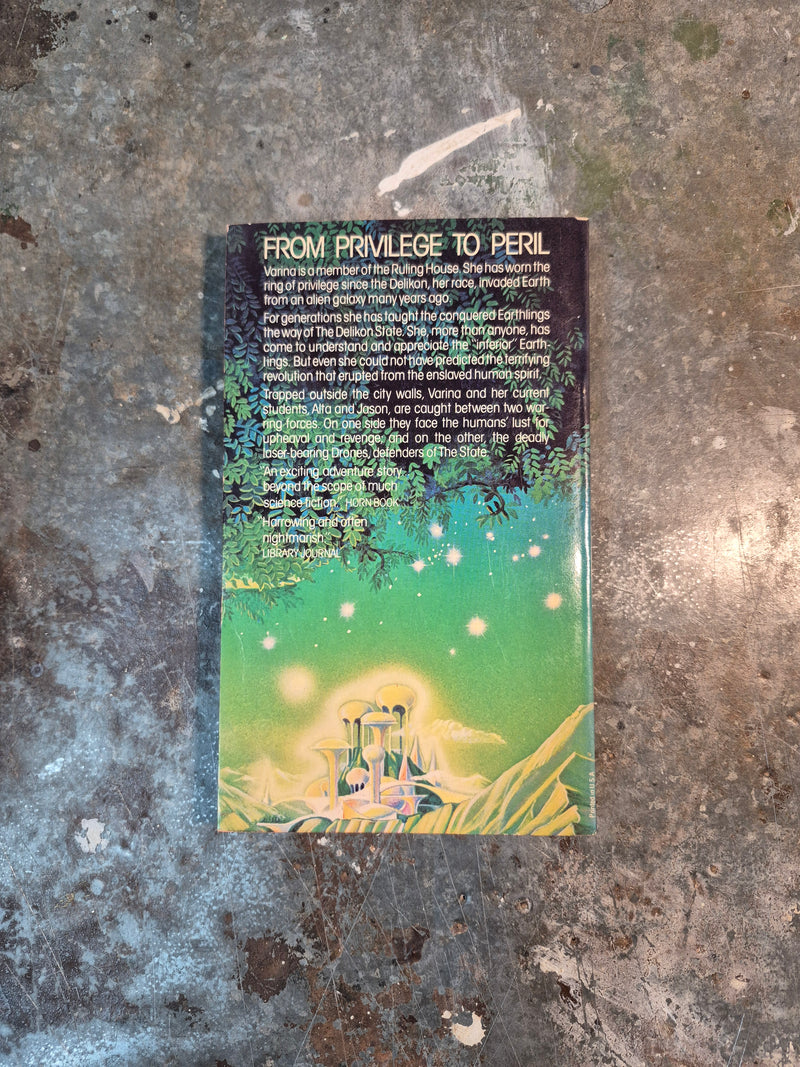 FROM PRIVILEGE TO PERIL
Varina is a member of the Ruling House. She has worn the
ring of privilege since the Delikon, her race, invaded Earth
from an alien galaxy many years ago.
For generations she has taught the conquered Earthlings
the way of The Delikon State. She, more than anyone, has
come to understand and appreciate the "inferior" Earth-
lings. But even she could not have predicted the terrifying
revolution that erupted from the enslaved human spirit.
Trapped outside the city walls, Varina and her current
students, Alta and Jason, are caught between two war-
ring forces. On one side they face the humans' lust for
upheaval and revenge; and on the other, the deadly
laser-bearing Drones, defenders of The State.
"An exciting adventure story
beyond the scope of much
science fiction." HORN BOOK
"Harrowing and often
nightmarish."
LIBRARY JOURNAL
Printed in U.S.A.